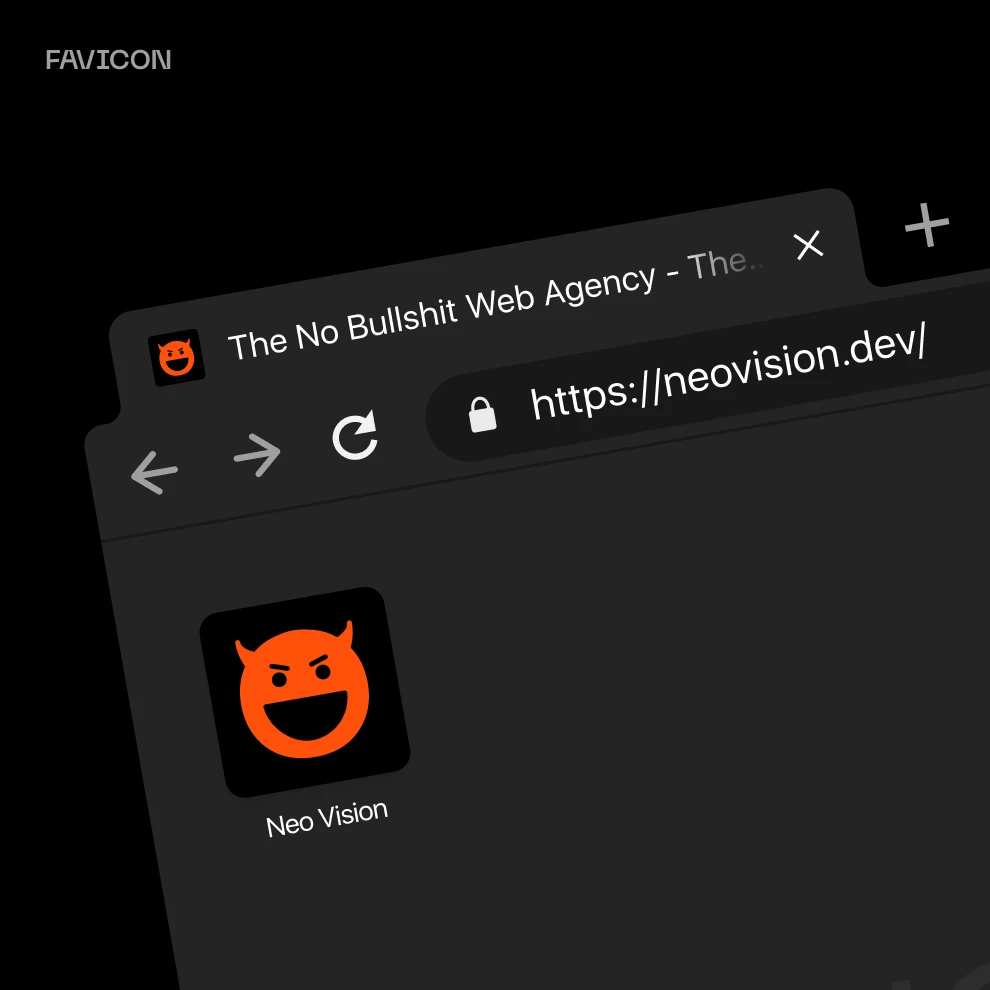 FAVICON
The No Bullshit Web Agency - The..
https://neovision.dev/
Neo Vision